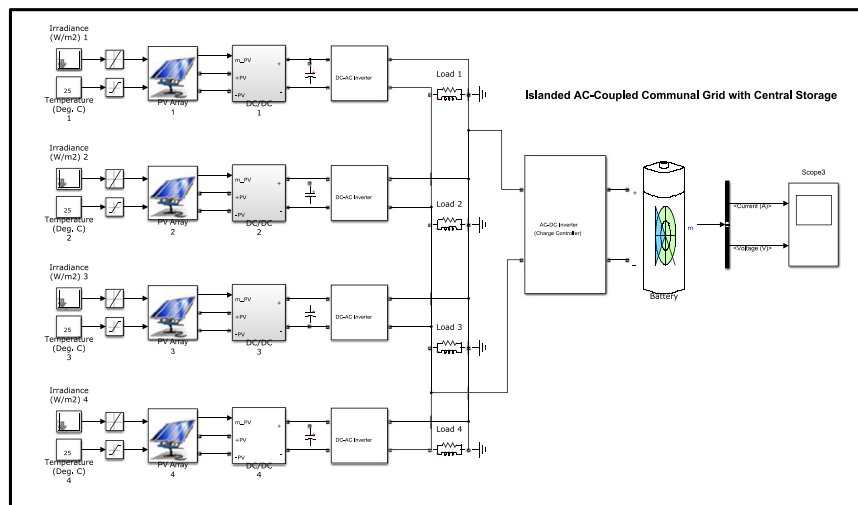 Irradiance
(W/m2) 1
25
Temperature
(Deg. C)
1
PV Array
1
m_PV
+PV
-PV
+
-
DC/DC
1
DC-AC Inverter
Load 1
Islanded AC-Coupled Communal Grid with Central Storage
Irradiance
(W/m2) 2
25
Temperature
(Deg. C)
2
PV Array
2
m_PV
+PV
-PV
+
-
DC/DC
2
DC-AC Inverter
Load 2
AC-DC Inverter
(Charge Controller)
+
-
m
Battery
<Current (A)>
<Voltage (V)>
Scope3
Irradiance
(W/m2) 3
25
Temperature
(Deg. C)
3
PV Array
3
m_PV
+PV
-PV
+
-
DC/DC
3
DC-AC Inverter
Load 3
Irradiance
(W/m2) 4
25
Temperature
(Deg. C)
4
PV Array
4
m_PV
+PV
-PV
+
-
DC/DC
4
DC-AC Inverter
Load 4